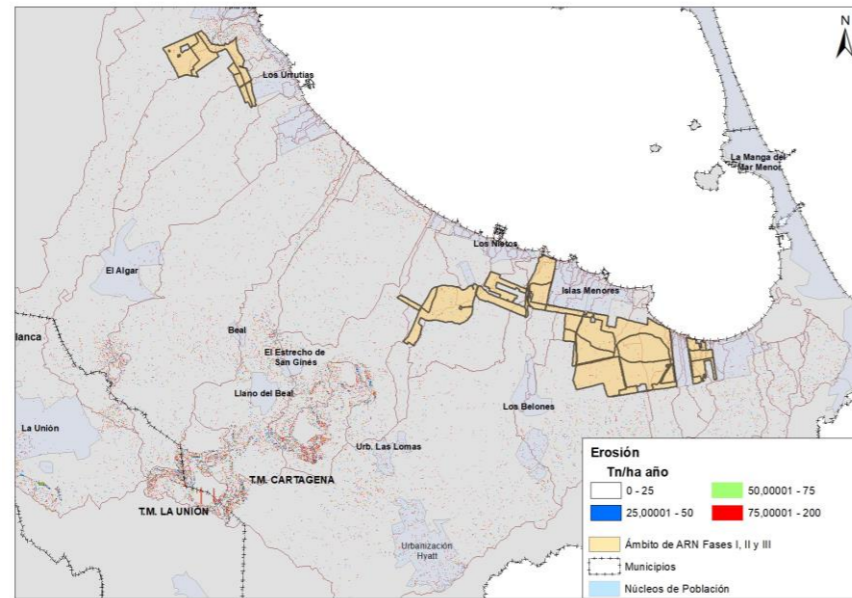 N
Los Urrutias
La Manga del
Mar Menor
Los Nietos
El Algar
Islas Menores
Beal
lanca
El Estrecho de
San Ginés
Llano del Beal
Los Belones
La Unión
Urb. Las Lomas
T.M. CARTAGENA
T.M. LA UNIÓN
Urbanización
Hyatt
Erosión
Tn/ha año
0 - 25
50,00001 - 75
25,00001 - 50
75,00001 - 200
Ámbito de ARN Fases I, II y III
Municipios
Núcleos de Población